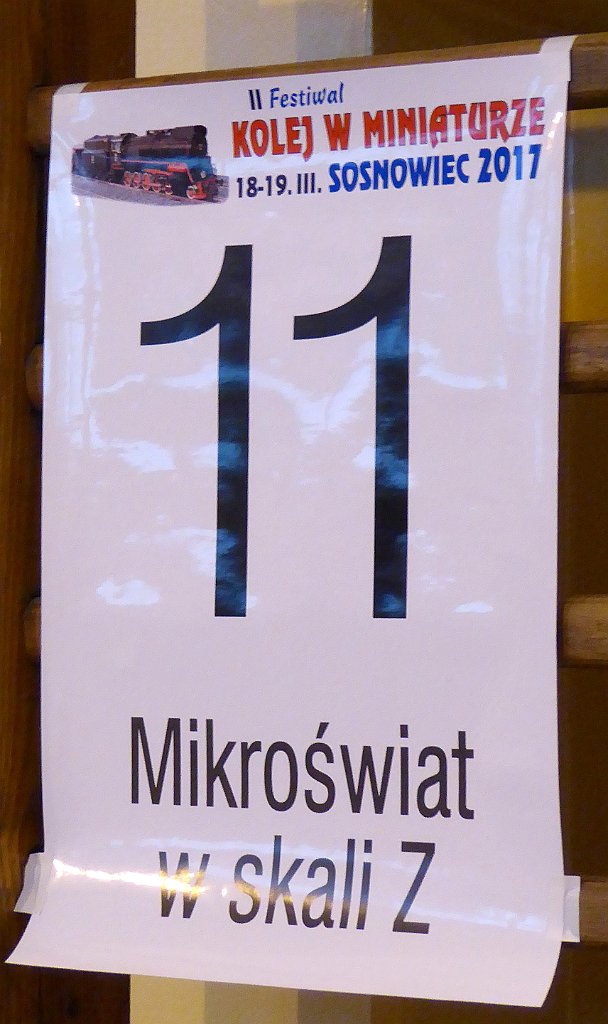 II Festiwal
KOLEJ W MINIATURZE
18-19. III. SOSNOWIEC 2017
11
Mikroświat
w skali Z